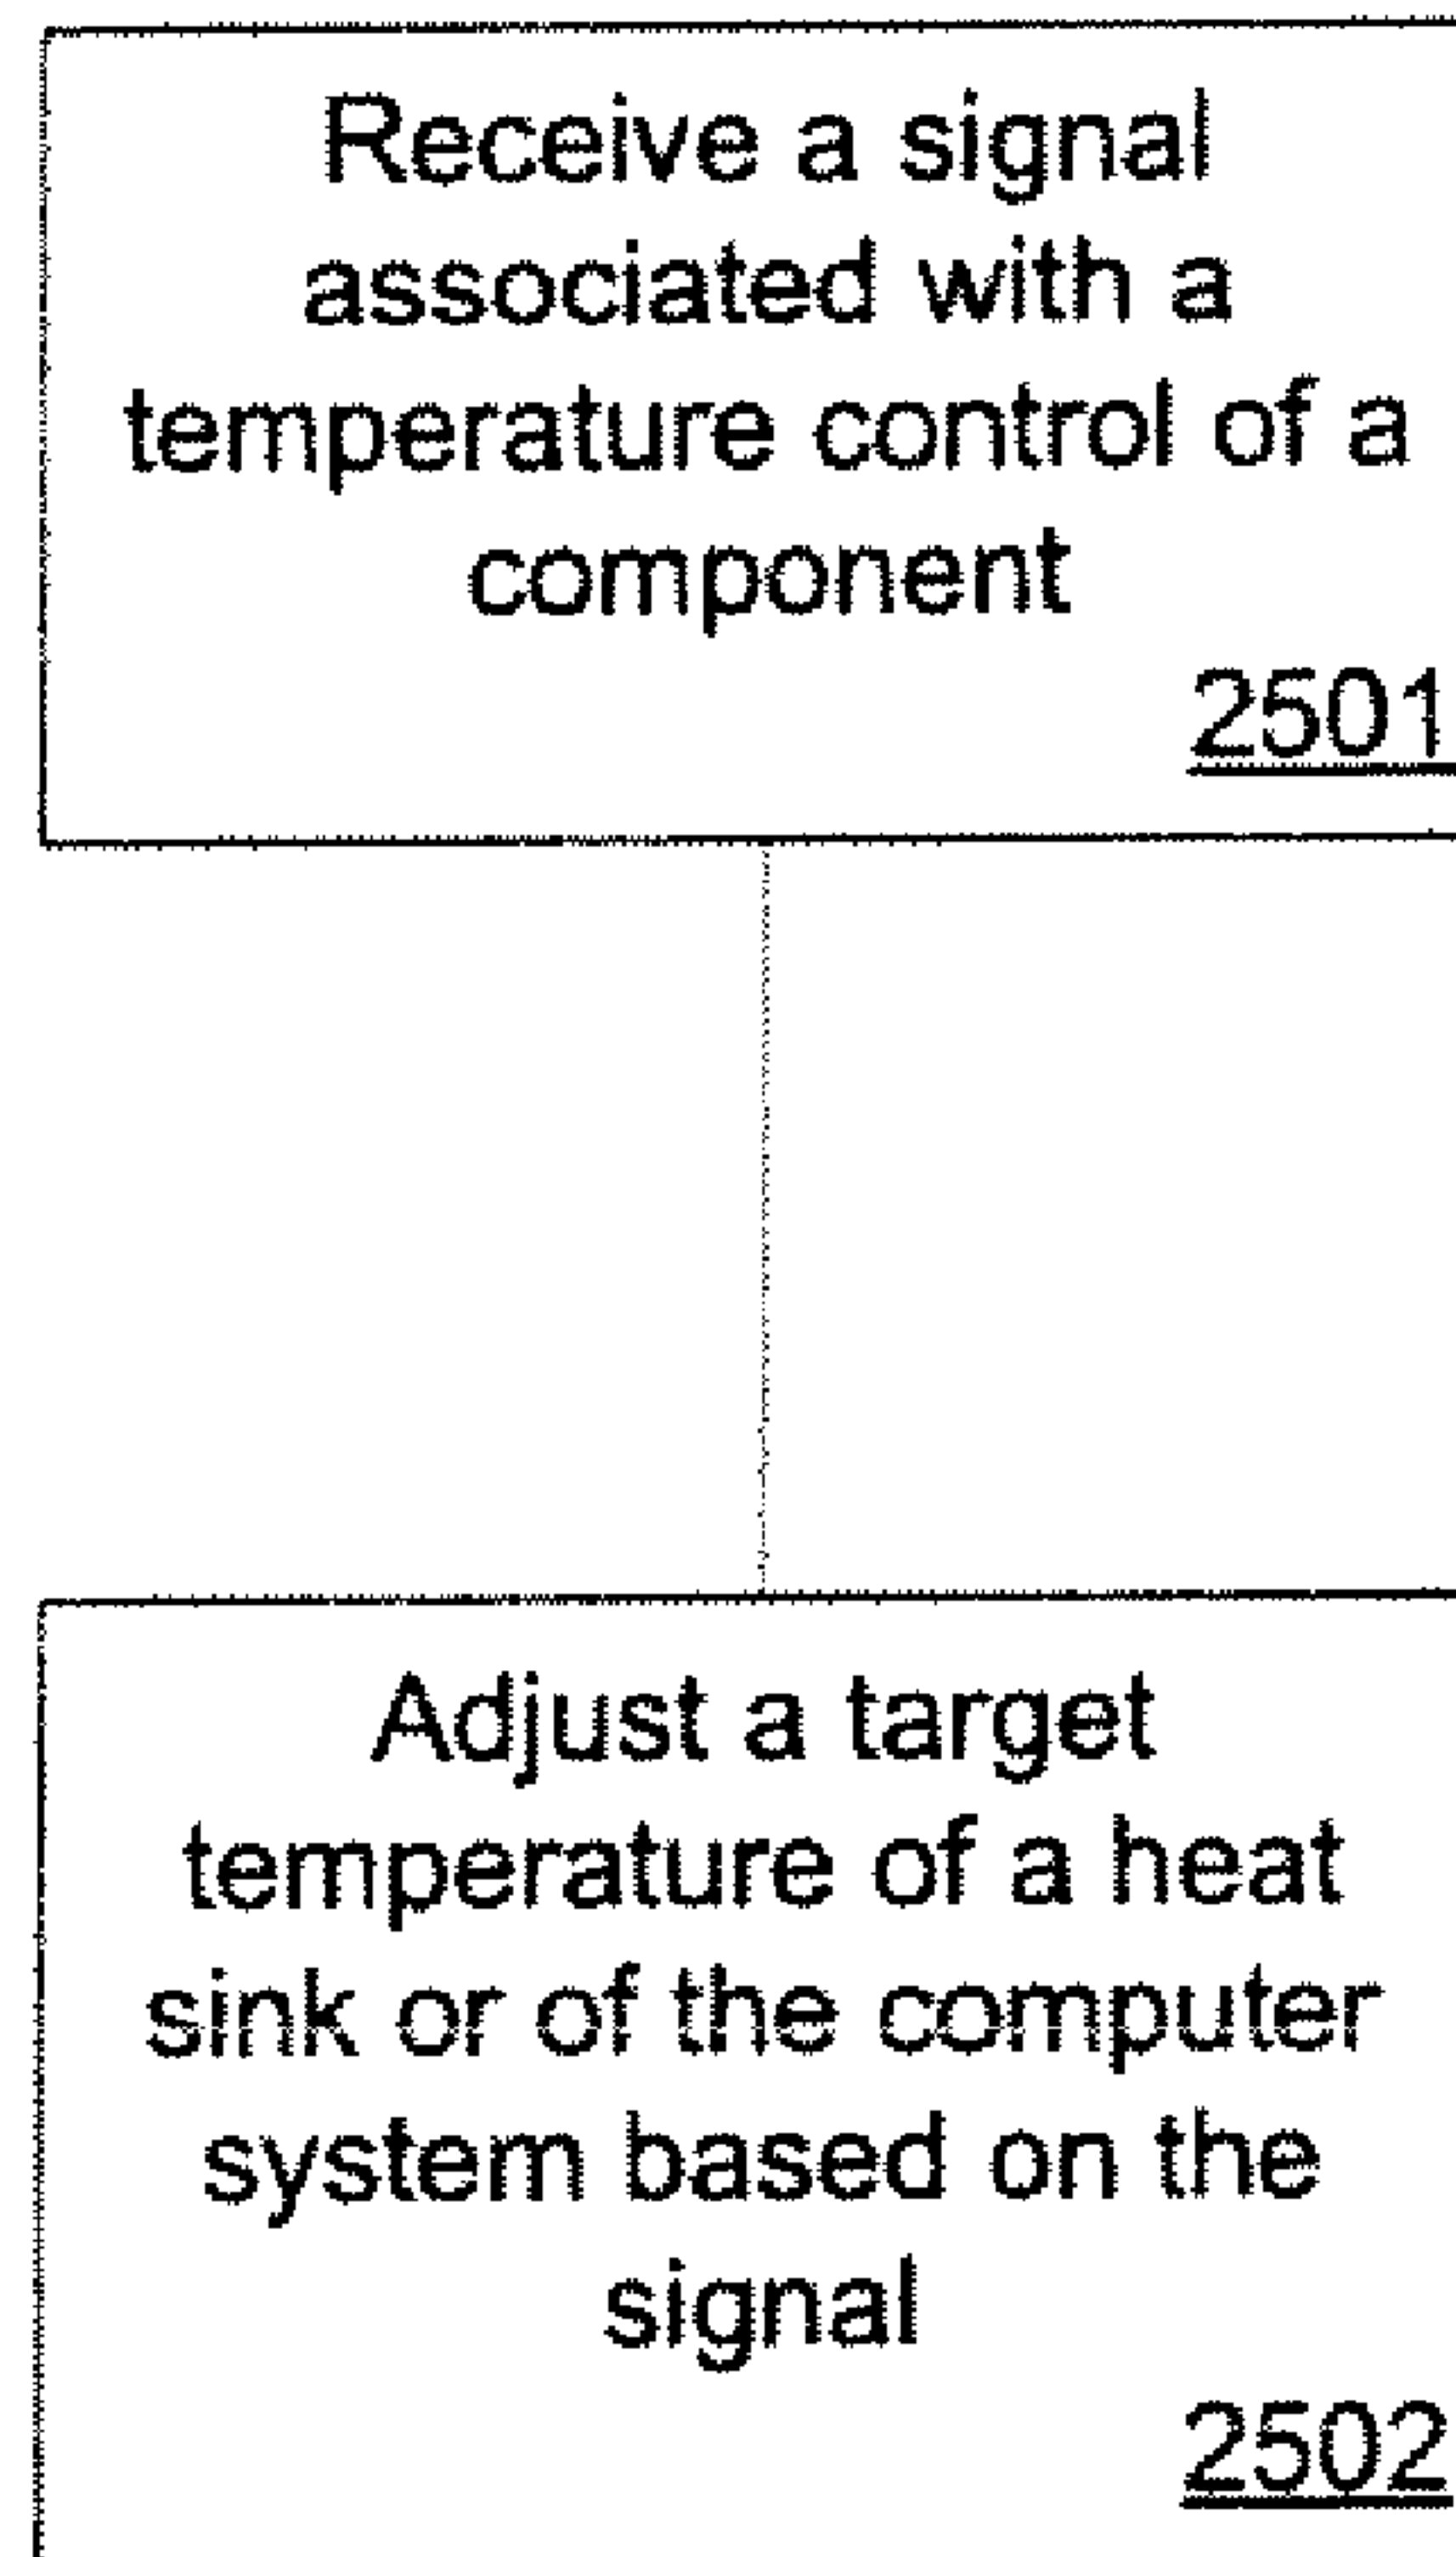 Receive a signal
associated with a
temperature control of a
component
2501
Adjust a target
temperature of a heat
sink or of the computer
system based on the
signal
2502